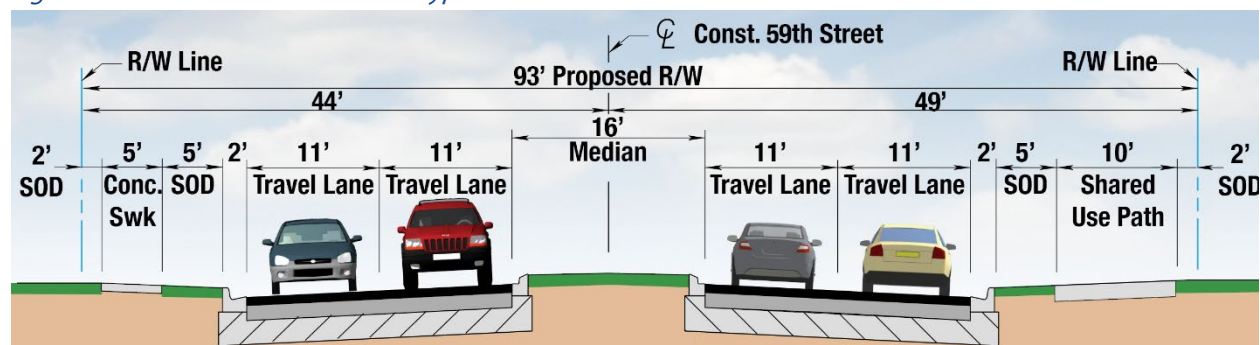 ℄ Const. 59th Street
R/W Line
R/W Line
93' Proposed R/W
44'
49'
16'
Median
2'
SOD
5'
Conc.
Swk
5'
SOD
2'
11'
Travel Lane
11'
Travel Lane
11'
Travel Lane
11'
Travel Lane
2'
5'
SOD
10'
Shared
Use Path
2'
SOD